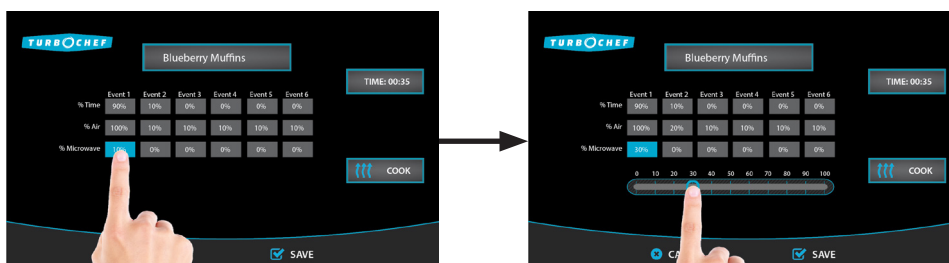 TURBOCHEF
Blueberry Muffins
TIME: 00:35
Event 1 Event 2 Event 3 Event 4 Event 5 Event 6
% Time 90% 10% 0% 0% 0% 0%
% Air 100% 10% 10% 10% 10% 10%
% Microwave 10% 0% 0% 0% 0% 0%
COOK
SAVE
TURBOCHEF
Blueberry Muffins
TIME: 00:35
Event 1 Event 2 Event 3 Event 4 Event 5 Event 6
% Time 90% 10% 0% 0% 0% 0%
% Air 100% 20% 10% 10% 10% 10%
% Microwave 30% 0% 0% 0% 0% 0%
COOK
0 10 20 30 40 50 60 70 80 90 100
CA
SAVE